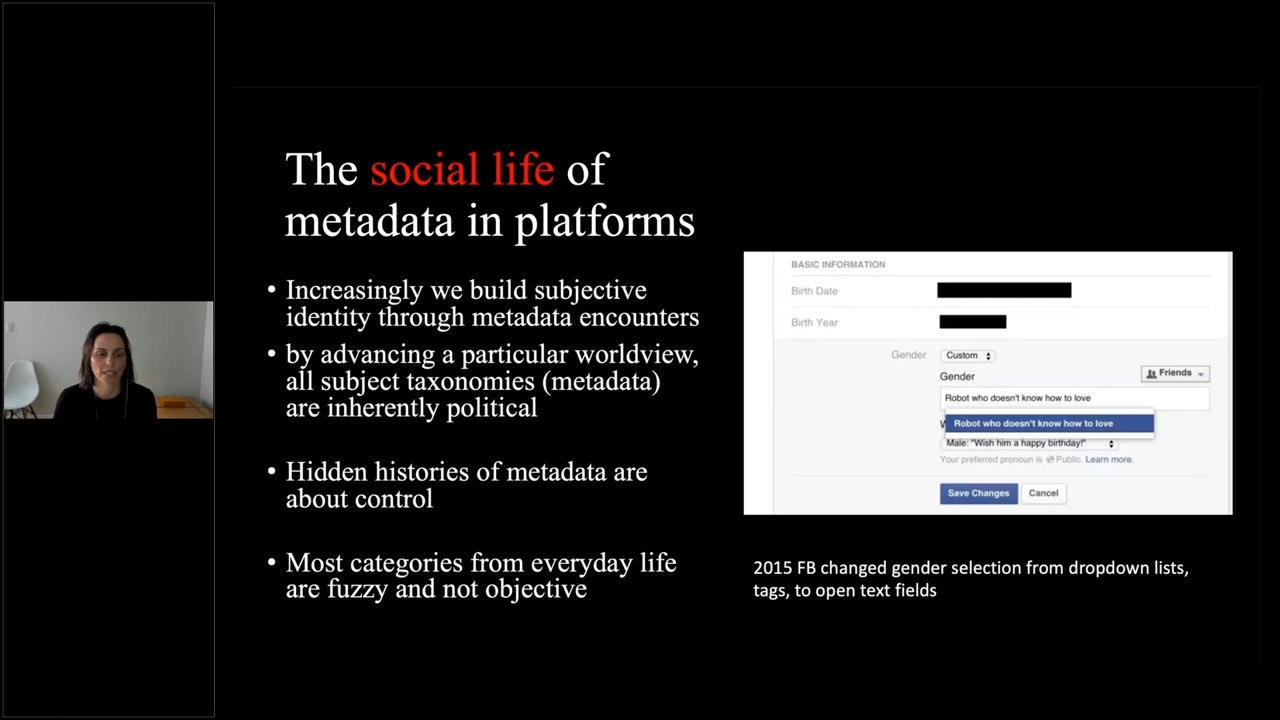 The social life of
metadata in platforms
• Increasingly we build subjective
identity through metadata encounters
• by advancing a particular worldview,
all subject taxonomies (metadata)
are inherently political
• Hidden histories of metadata are
about control
• Most categories from everyday life
are fuzzy and not objective
BASIC INFORMATION
Birth Date
Birth Year
Gender Custom
Gender Friends
Robot who doesn't know how to love
Robot who doesn't know how to love
Male: "Wish him a happy birthday!"
Your preferred pronoun is Public. Learn more.
Save Changes Cancel
2015 FB changed gender selection from dropdown lists,
tags, to open text fields